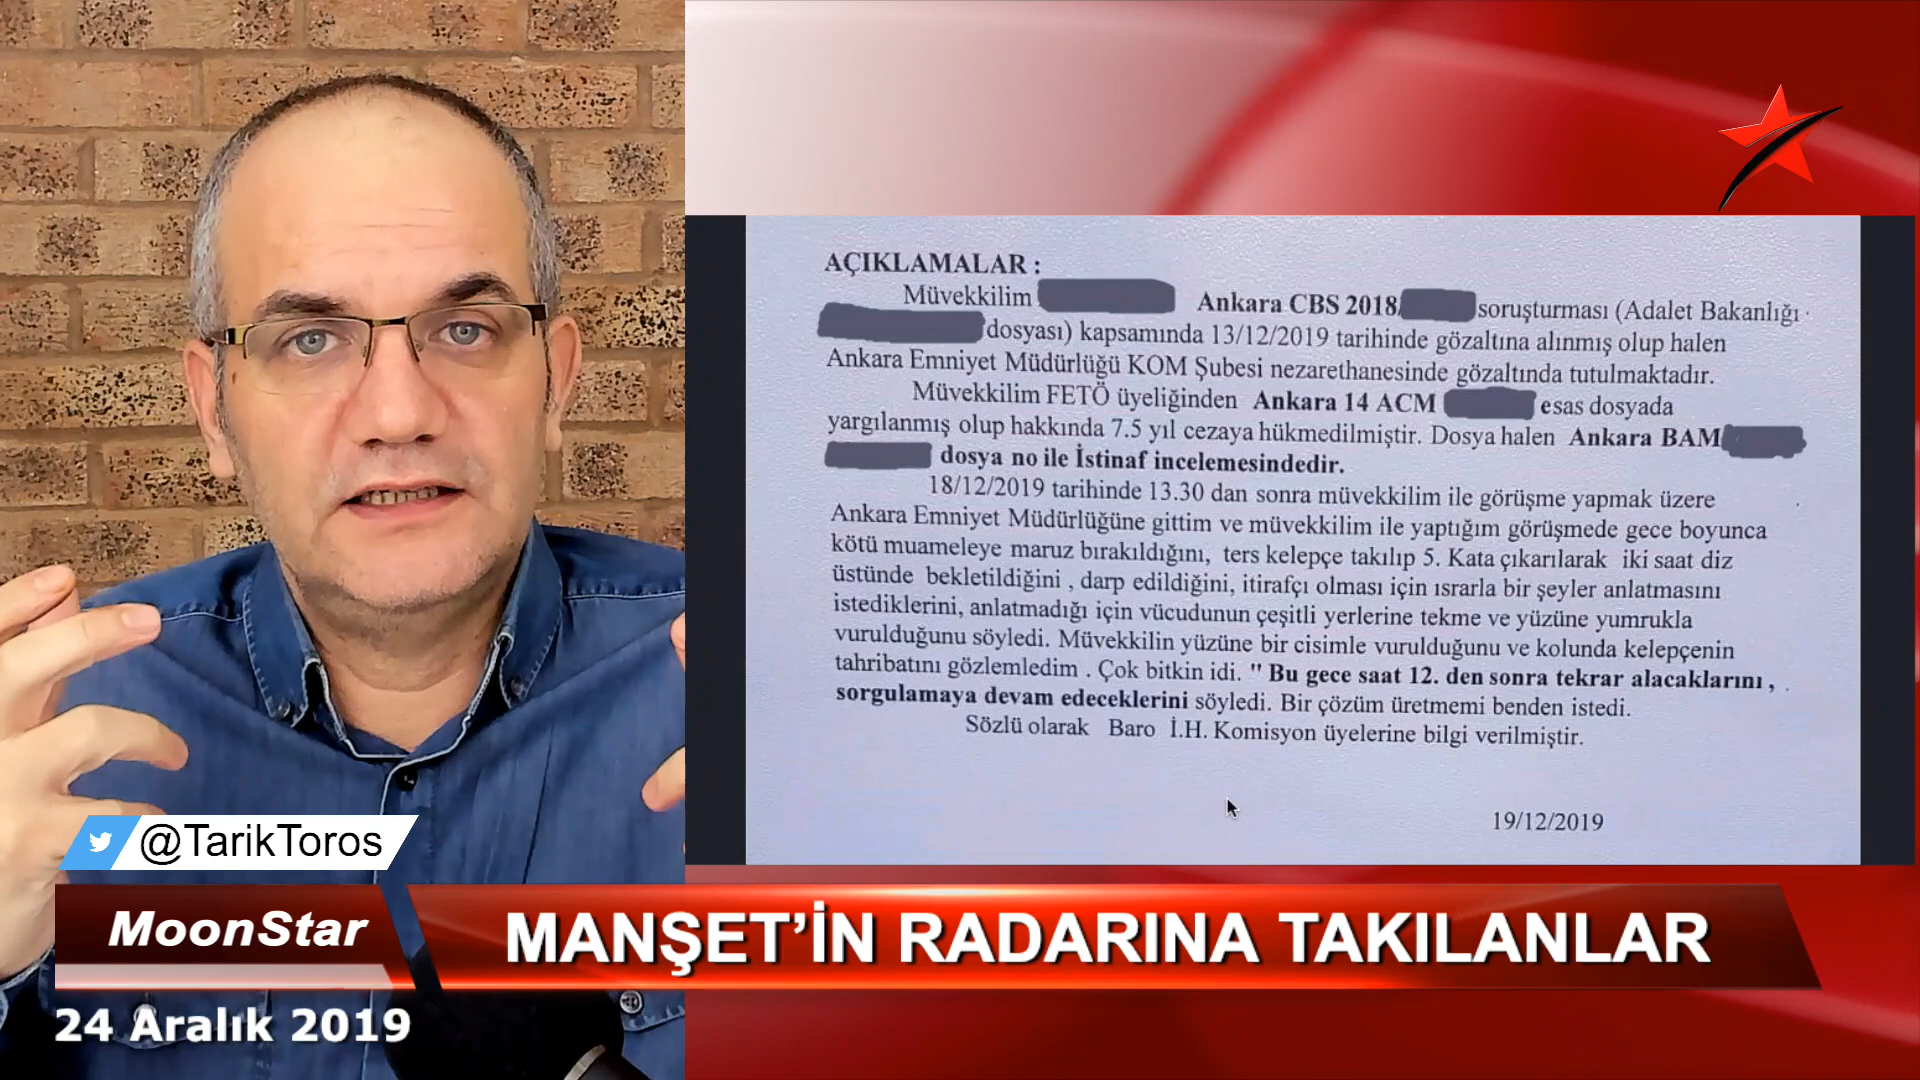 AÇIKLAMALAR :
Müvekkilim Ankara CBS 2018/ soruşturması (Adalet Bakanlığı
dosyası) kapsamında 13/12/2019 tarihinde gözaltına alınmış olup halen
Ankara Emniyet Müdürlüğü KOM Şubesi nezarethanesinde gözaltında tutulmaktadır.
Müvekkilim FETÖ üyeliğinden Ankara 14 ACM esas dosyada
yargılanmış olup hakkında 7.5 yıl cezaya hükmedilmiştir. Dosya halen Ankara BAM
dosya no ile İstinaf incelemesindedir.
18/12/2019 tarihinde 13.30 dan sonra müvekkilim ile görüşme yapmak üzere
Ankara Emniyet Müdürlüğüne gittim ve müvekkilim ile yaptığım görüşmede gece boyunca
kötü muameleye maruz bırakıldığını, ters kelepçe takılıp 5. Kata çıkarılarak iki saat diz
üstünde bekletildiğini , darp edildiğini, itirafçı olması için ısrarla bir şeyler anlatmasını
istediklerini, anlatmadığı için vücudunun çeşitli yerlerine tekme ve yüzüne yumrukla
vurulduğunu söyledi. Müvekkilin yüzüne bir cisimle vurulduğunu ve kolunda kelepçenin
tahribatını gözlemledim . Çok bitkin idi. " Bu gece saat 12. den sonra tekrar alacaklarını ,
sorgulamaya devam edeceklerini söyledi. Bir çözüm üretmemi benden istedi.
Sözlü olarak Baro İ.H. Komisyon üyelerine bilgi verilmiştir.
19/12/2019
@TarikToros
MoonStar
MANŞET'İN RADARINA TAKILANLAR
24 Aralık 2019